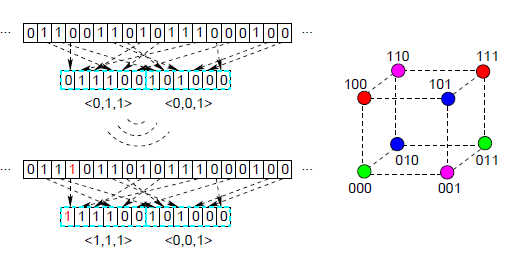 ... 0 1 1 0 0 1 1 0 1 0 1 1 1 0 0 0 1 0 0 ...
0 1 1 1 0 0 1 0 1 0 0 0
<0,1,1> <0,0,1>
... 0 1 1 1 0 1 1 0 1 0 1 1 1 0 0 0 1 0 0 ...
1 1 1 1 0 0 1 0 1 0 0 0
<1,1,1> <0,0,1>
110 111
100 101
010 011
000 001